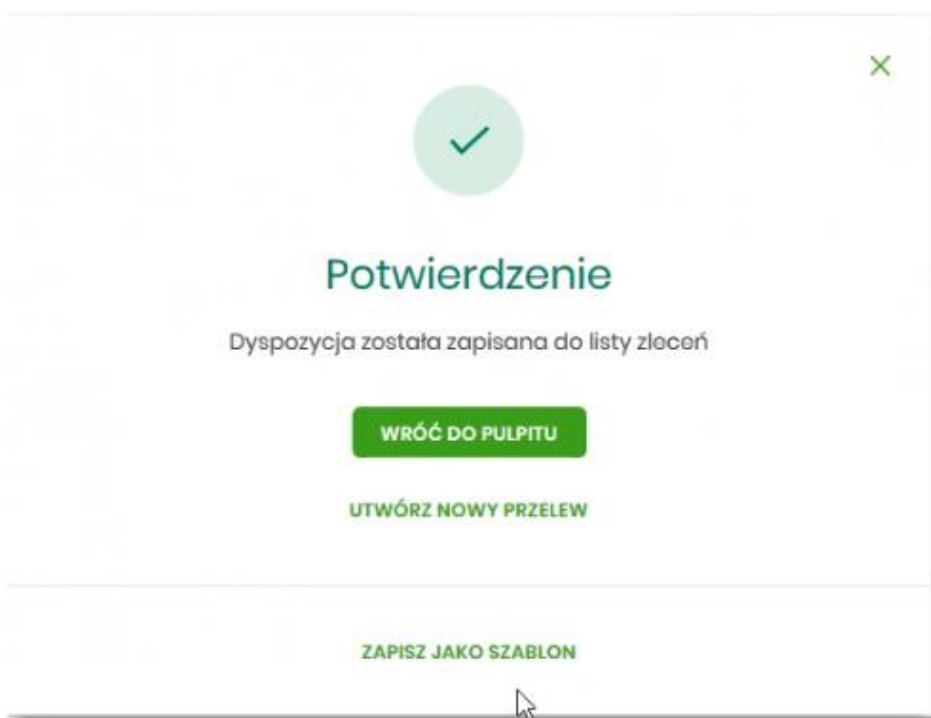 Potwierdzenie
Dyspozycja została zapisana do listy zleceń
WRÓĆ DO PULPITU
UTWÓRZ NOWY PRZELEW
ZAPISZ JAKO SZABLON